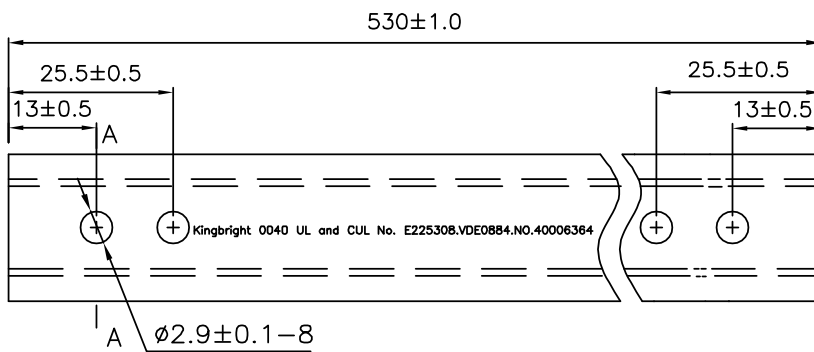 530±1.0
25.5±0.5
25.5±0.5
13±0.5
13±0.5
A
Kingbright 0040 UL and CUL No. E225308.VDE0884.NO.40006364
A
ø2.9±0.1-8